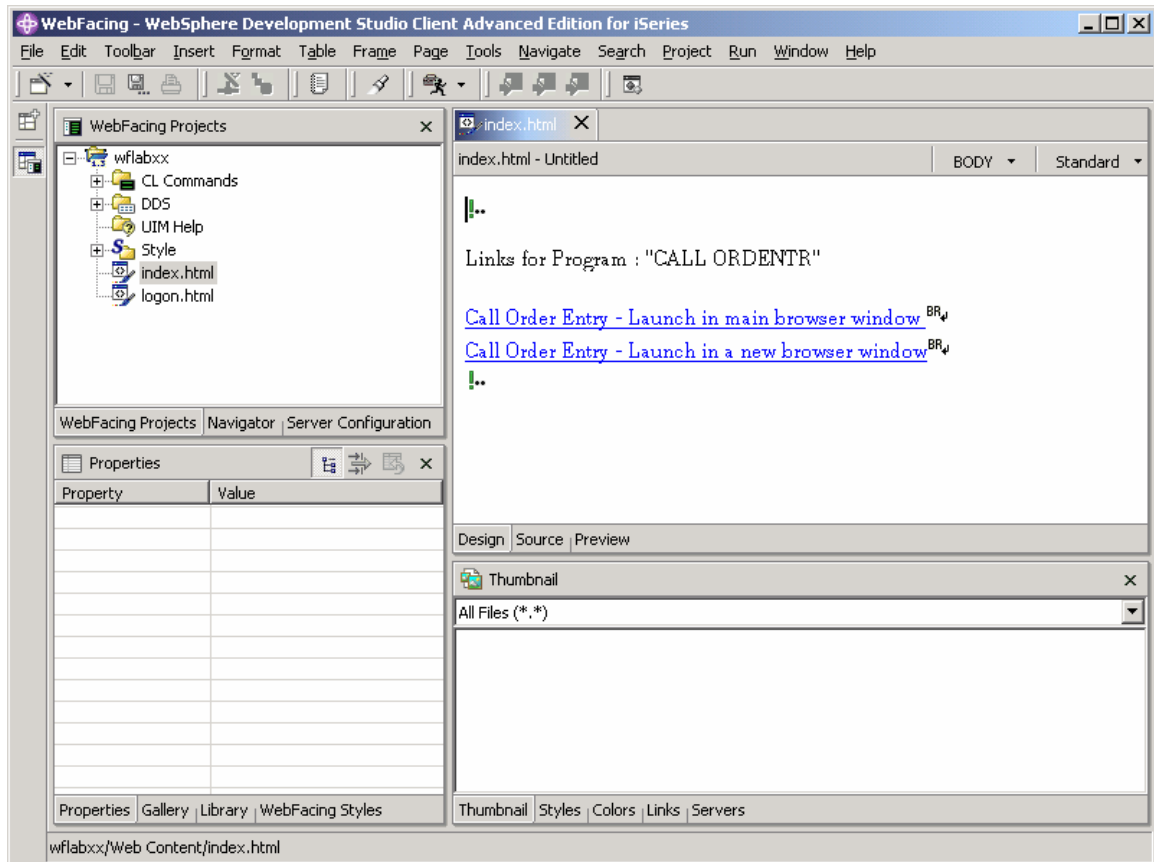 WebFacing - WebSphere Development Studio Client Advanced Edition for iSeries
File Edit Toolbar Insert Format Table Frame Page Tools Navigate Search Project Run Window Help
WebFacing Projects
wflabxx
CL Commands
DDS
UIM Help
Style
index.html
logon.html
WebFacing Projects Navigator Server Configuration
Properties
Property Value
Properties Gallery Library WebFacing Styles
index.html
index.html - Untitled BODY Standard
Links for Program : "CALL ORDENTR"
Call Order Entry - Launch in main browser window BR
Call Order Entry - Launch in a new browser window BR
Design Source Preview
Thumbnail
All Files (*.*)
Thumbnail Styles Colors Links Servers
wflabxx/Web Content/index.html